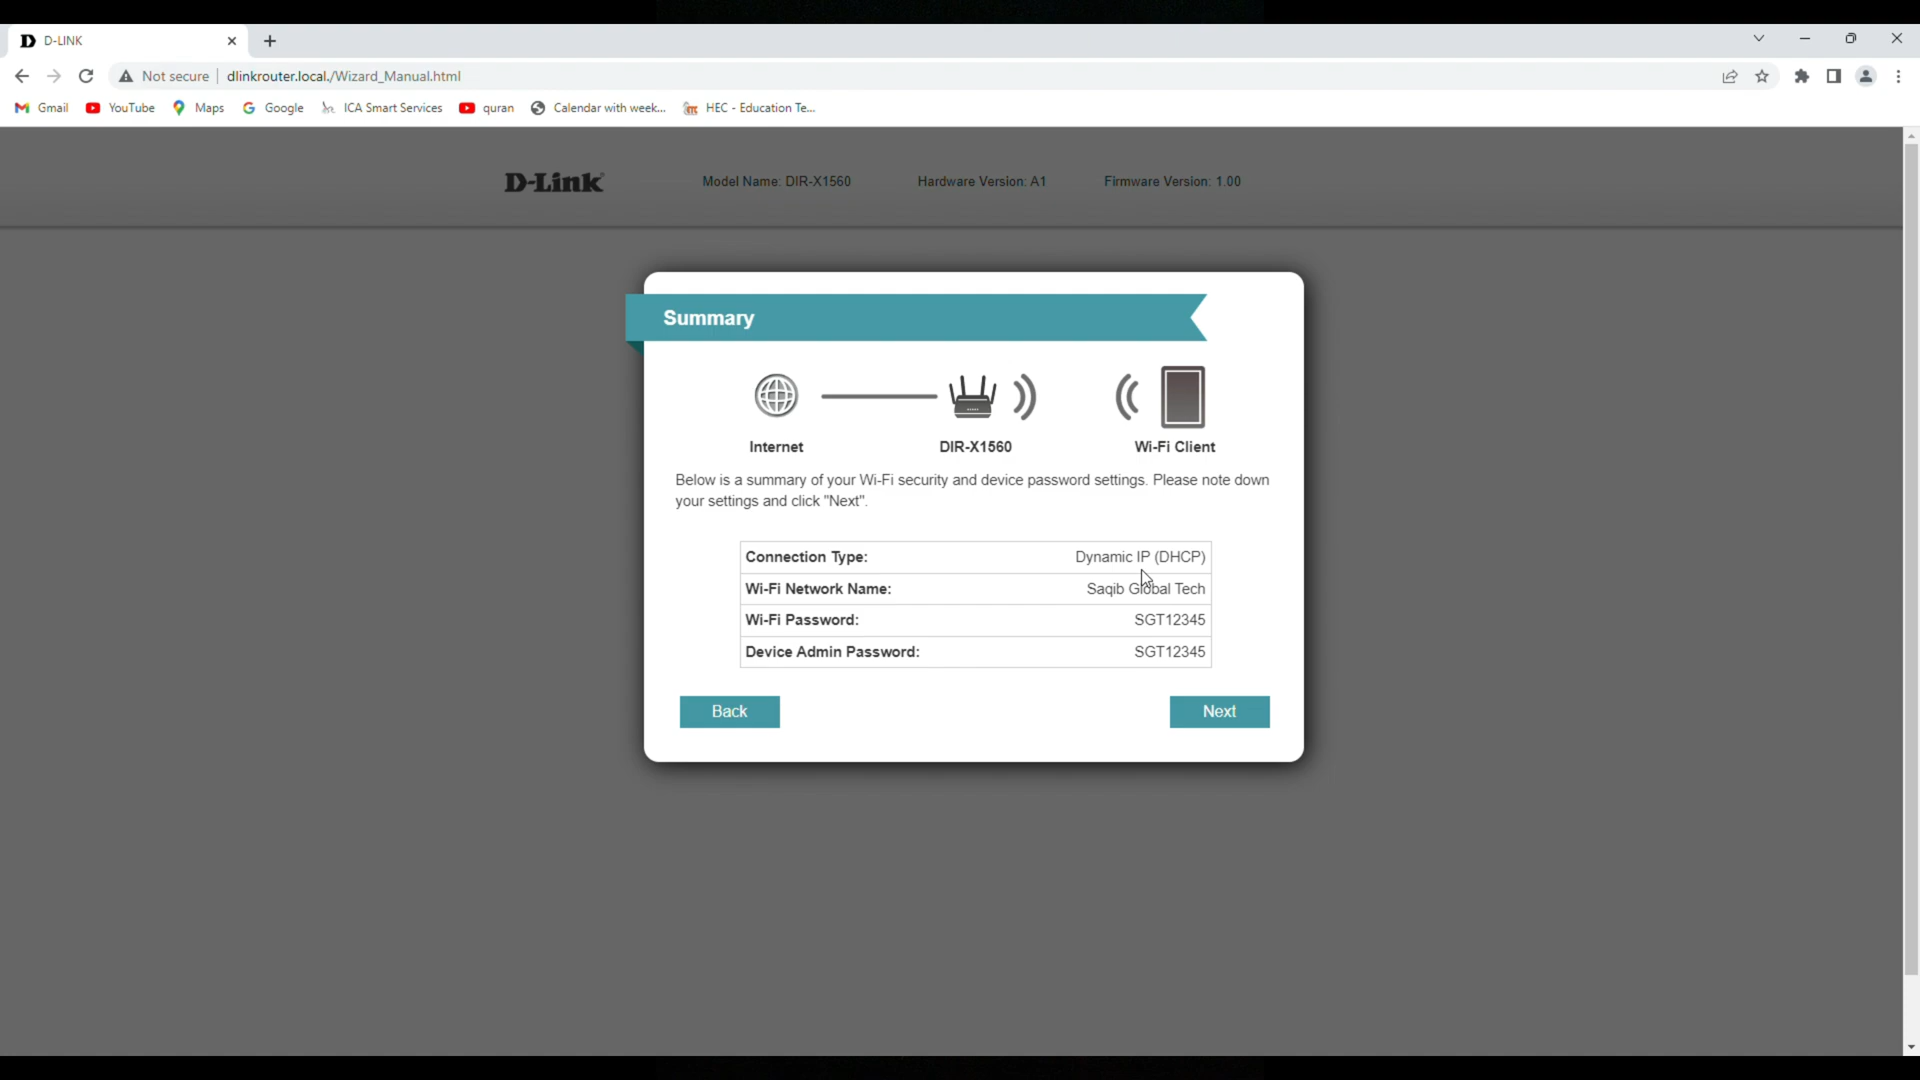 D-LINK
Not secure dlinkrouter.local./Wizard_Manual.html
Gmail YouTube Maps Google ICA Smart Services quran Calendar with week... HEC - Education Te...
D-Link Model Name: DIR-X1560 Hardware Version: A1 Firmware Version: 1.00
Summary
Internet DIR-X1560 Wi-Fi Client
Below is a summary of your Wi-Fi security and device password settings. Please note down
your settings and click "Next".
Connection Type: Dynamic IP (DHCP)
Wi-Fi Network Name: Saqib Global Tech
Wi-Fi Password: SGT12345
Device Admin Password: SGT12345
Back Next